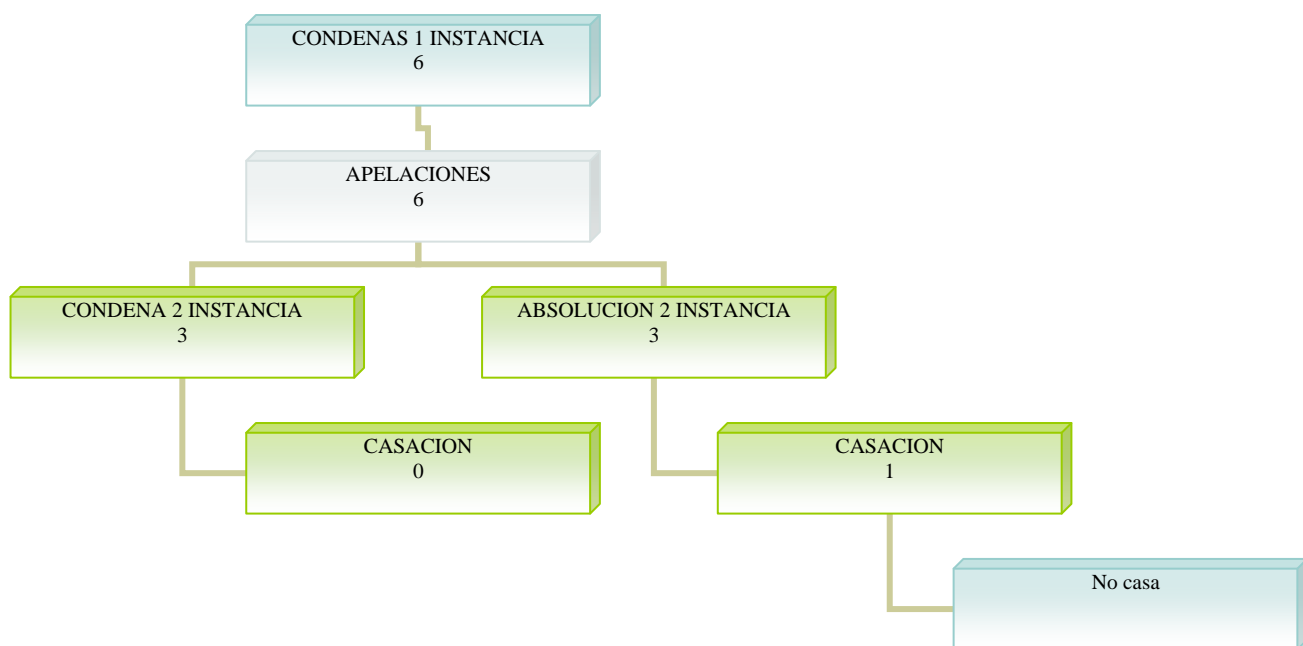 CONDENAS 1 INSTANCIA
6
APELACIONES
6
CONDENA 2 INSTANCIA
3
ABSOLUCION 2 INSTANCIA
3
CASACION
0
CASACION
1
No casa